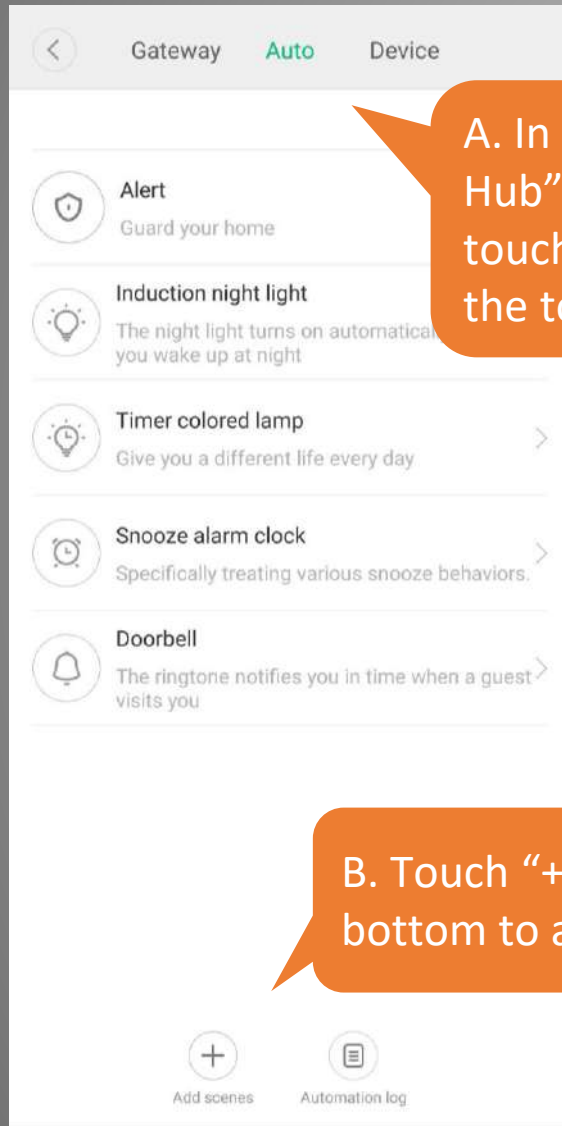 Gateway Auto Device
A. In
Hub”
touch
the
Alert
Guard your home
Induction night light
The night light turns on
you wake up at night
Timer colored lamp
Give you a different life every day
Snooze alarm clock
Specifically treating various snooze behaviors.
Doorbell
The ringtone notifies you in time when a guest
visits you
B. Touch “+
bottom to
Add scenes Automation log